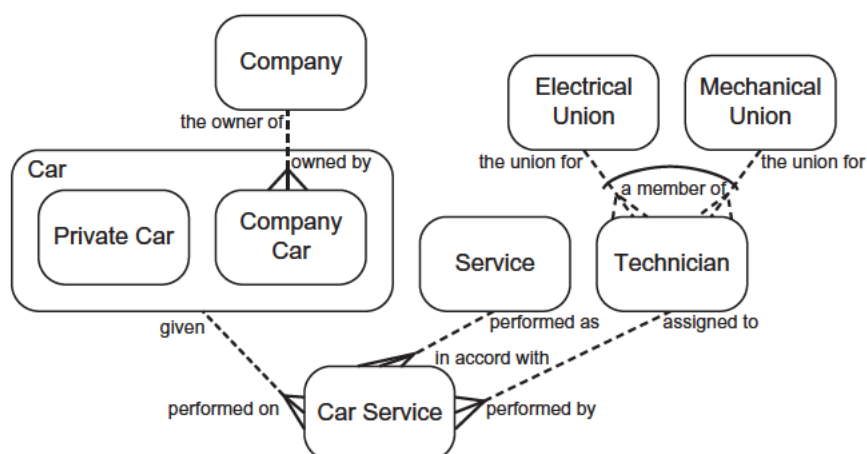 Company
Electrical
Union
Mechanical
Union
the owner of
owned by
the union for
the union for
a member of
Car
Private Car
Company
Car
Service
Technician
given
performed as
assigned to
in accord with
performed on
Car Service
performed by